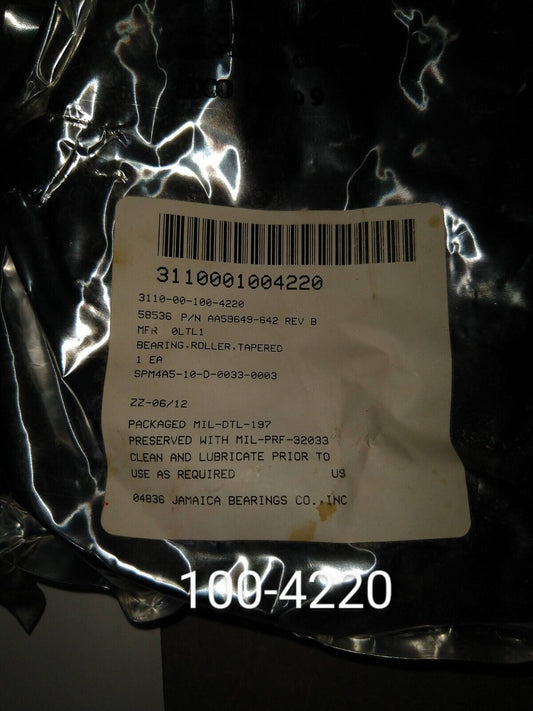 3110001004220
3110-00-100-4220
58536 P/N AA59649-642 REV B
MFR 0LTL1
BEARING,ROLLER,TAPERED
1 EA
SPM4A5-10-D-0033-0003
ZZ-06/12
PACKAGED MIL-DTL-197
PRESERVED WITH MIL-PRF-32033
CLEAN AND LUBRICATE PRIOR TO
USE AS REQUIRED US
04836 JAMAICA BEARINGS CO.,INC
100-4220